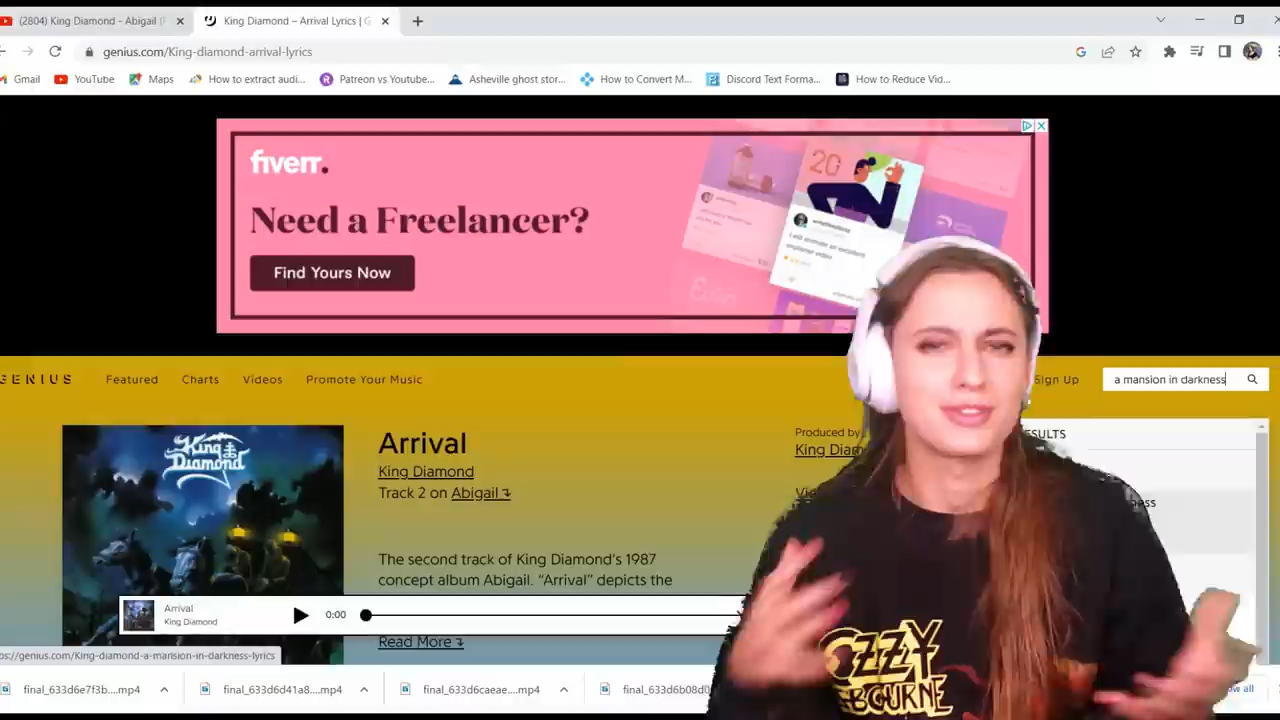 (2804) King Diamond - Abigail (
King Diamond – Arrival Lyrics | G
genius.com/King-diamond-arrival-lyrics
Gmail
YouTube
Maps
How to extract audi...
Patreon vs Youtube...
Asheville ghost stor...
How to Convert M...
Discord Text Forma...
How to Reduce Vid...
fiverr.
Need a Freelancer?
Find Yours Now
20
GENIUS
Featured
Charts
Videos
Promote Your Music
Sign Up
a mansion in darkness
King Diamond
Arrival
King Diamond
Track 2 on Abigail
Produced by
King Diam
The second track of King Diamond's 1987
concept album Abigail. “Arrival” depicts the
Read More
Arrival
King Diamond
0:00
ps://genius.com/King-diamond-a-mansion-in-darkness-lyrics
final_633d6e7f3b....mp4
final_633d6d41a8....mp4
final_633d6caeae....mp4
final_633d6b08d0
OZZY